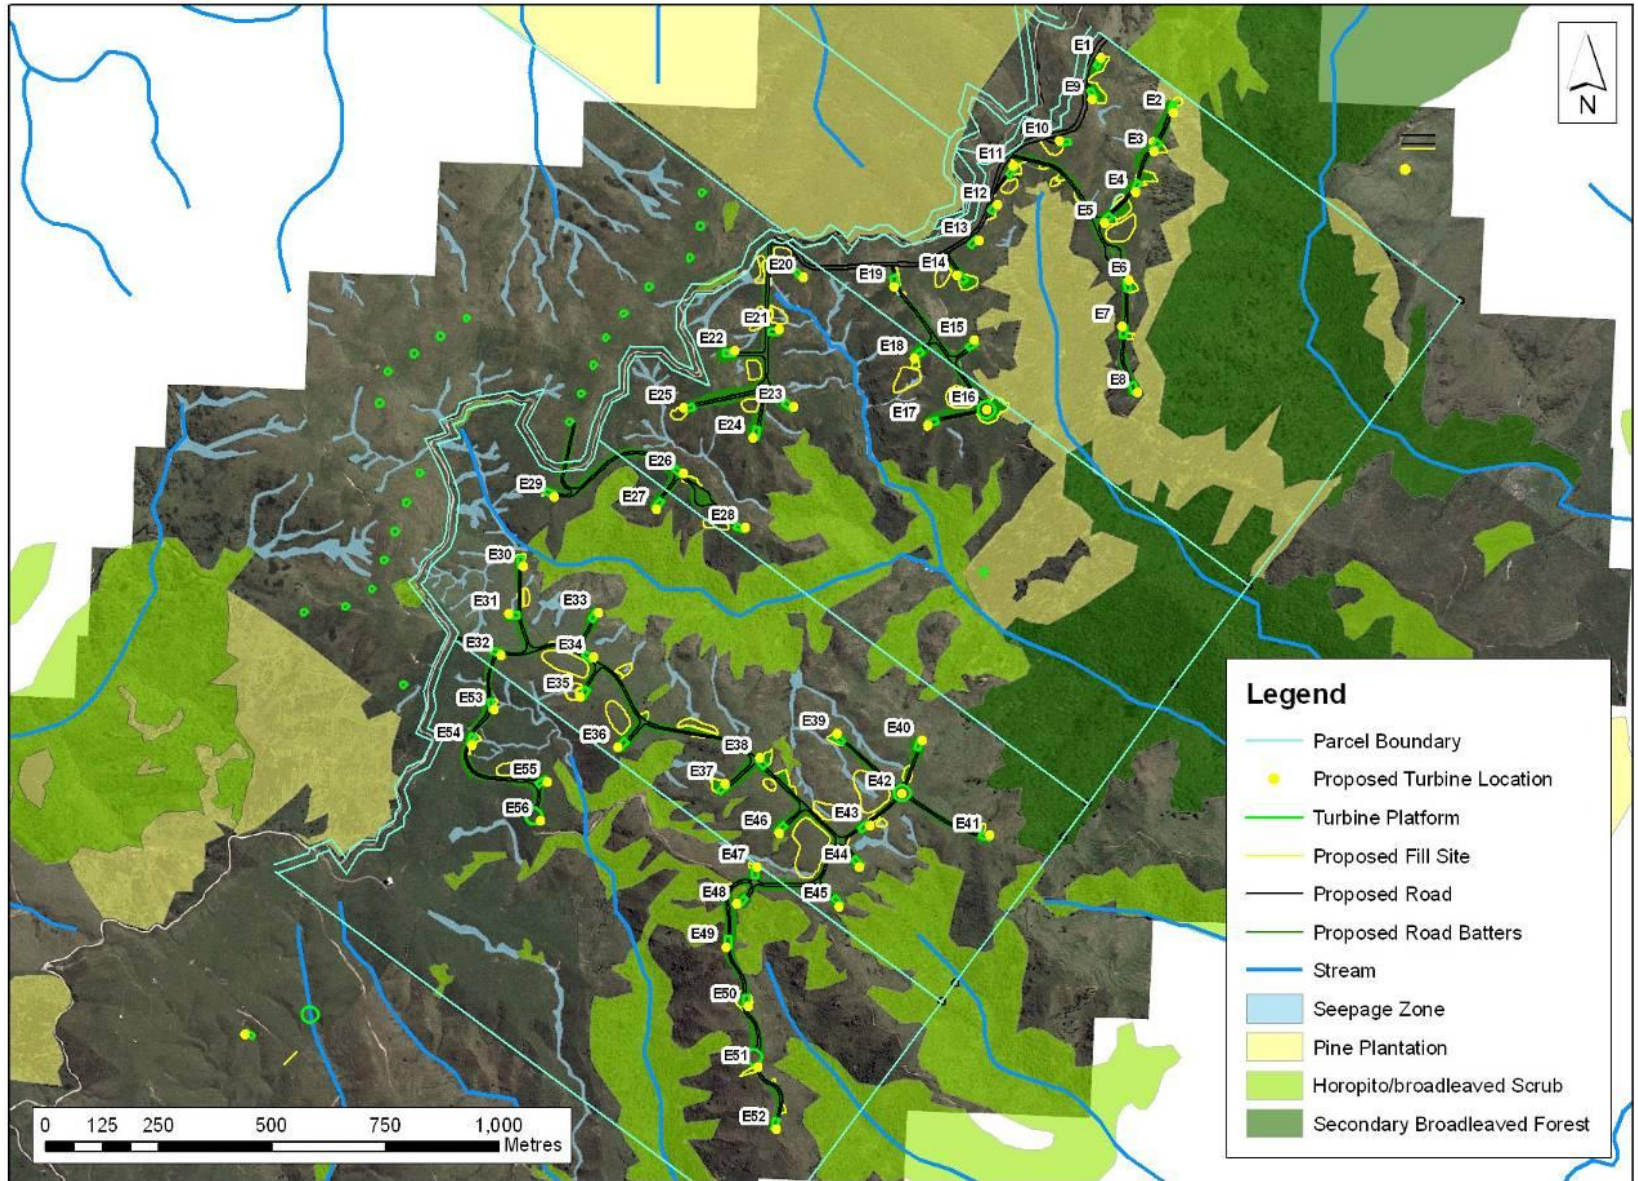 E1
E9
E2
E10
E3
E11
E4
E12
E5
E13
E20
E19
E14
E6
E21
E7
E22
E18
E15
E8
E25
E23
E16
E24
E17
E26
E29
E27
E28
E30
E31
E33
E32
E34
E35
E53
E54
E36
E38
E39
E40
E55
E37
E42
E56
E46
E43
E41
E47
E44
E48
E45
E49
E50
E51
E52
N
Legend
Parcel Boundary
Proposed Turbine Location
Turbine Platform
Proposed Fill Site
Proposed Road
Proposed Road Batters
Stream
Seepage Zone
Pine Plantation
Horopito/broadleaved Scrub
Secondary Broadleaved Forest
0 125 250 500 750 1,000
Metres